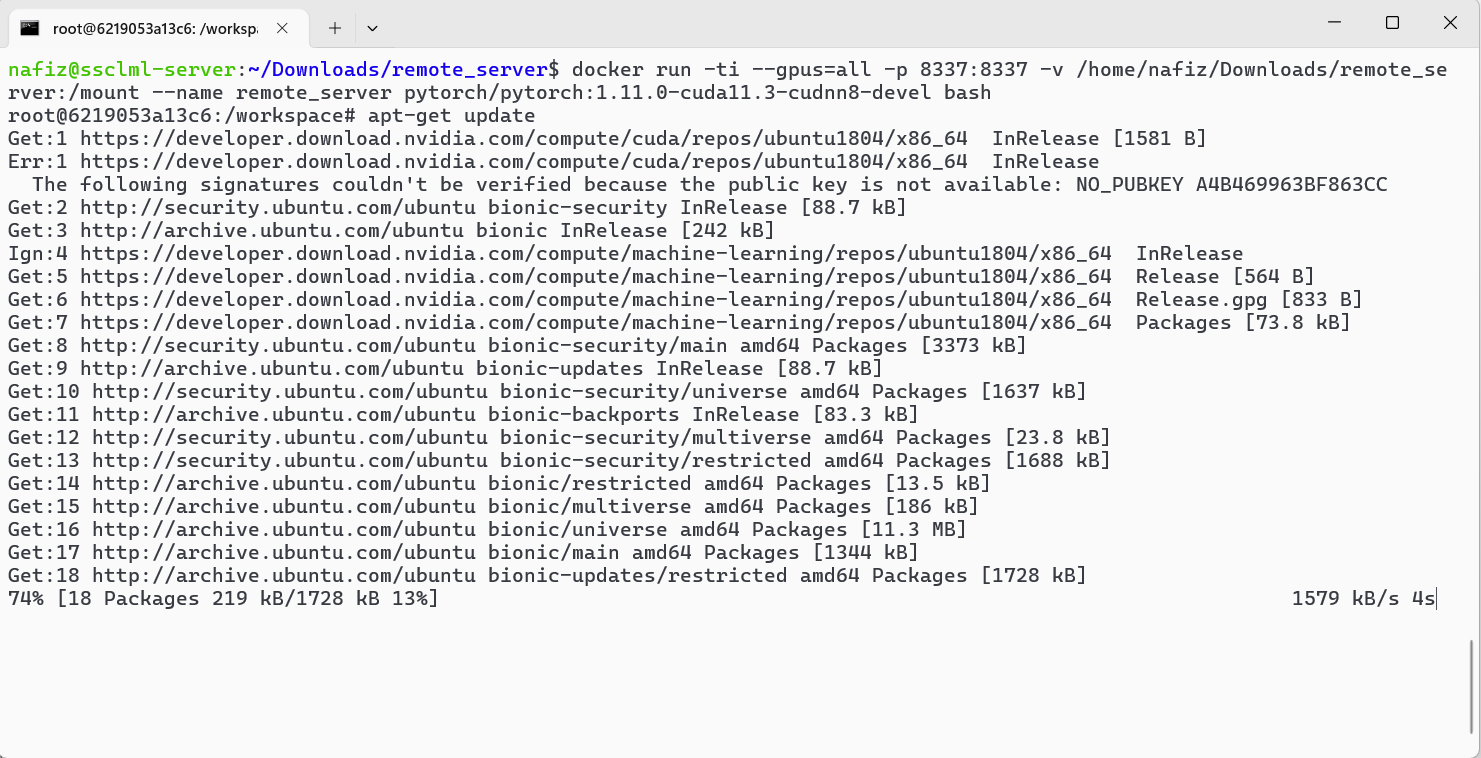 root@6219053a13c6: /worksp
nafiz@ssclml-server:~/Downloads/remote_server$ docker run -ti --gpus=all -p 8337:8337 -v /home/nafiz/Downloads/remote_se
rver:/mount --name remote_server pytorch/pytorch:1.11.0-cuda11.3-cudnn8-devel bash
root@6219053a13c6:/workspace# apt-get update
Get:1 https://developer.download.nvidia.com/compute/cuda/repos/ubuntu1804/x86_64  InRelease [1581 B]
Err:1 https://developer.download.nvidia.com/compute/cuda/repos/ubuntu1804/x86_64  InRelease
  The following signatures couldn't be verified because the public key is not available: NO_PUBKEY A4B469963BF863CC
Get:2 http://security.ubuntu.com/ubuntu bionic-security InRelease [88.7 kB]
Get:3 http://archive.ubuntu.com/ubuntu bionic InRelease [242 kB]
Ign:4 https://developer.download.nvidia.com/compute/machine-learning/repos/ubuntu1804/x86_64  InRelease
Get:5 https://developer.download.nvidia.com/compute/machine-learning/repos/ubuntu1804/x86_64  Release [564 B]
Get:6 https://developer.download.nvidia.com/compute/machine-learning/repos/ubuntu1804/x86_64  Release.gpg [833 B]
Get:7 https://developer.download.nvidia.com/compute/machine-learning/repos/ubuntu1804/x86_64  Packages [73.8 kB]
Get:8 http://security.ubuntu.com/ubuntu bionic-security/main amd64 Packages [3373 kB]
Get:9 http://archive.ubuntu.com/ubuntu bionic-updates InRelease [88.7 kB]
Get:10 http://security.ubuntu.com/ubuntu bionic-security/universe amd64 Packages [1637 kB]
Get:11 http://archive.ubuntu.com/ubuntu bionic-backports InRelease [83.3 kB]
Get:12 http://security.ubuntu.com/ubuntu bionic-security/multiverse amd64 Packages [23.8 kB]
Get:13 http://security.ubuntu.com/ubuntu bionic-security/restricted amd64 Packages [1688 kB]
Get:14 http://archive.ubuntu.com/ubuntu bionic/restricted amd64 Packages [13.5 kB]
Get:15 http://archive.ubuntu.com/ubuntu bionic/multiverse amd64 Packages [186 kB]
Get:16 http://archive.ubuntu.com/ubuntu bionic/universe amd64 Packages [11.3 MB]
Get:17 http://archive.ubuntu.com/ubuntu bionic/main amd64 Packages [1344 kB]
Get:18 http://archive.ubuntu.com/ubuntu bionic-updates/restricted amd64 Packages [1728 kB]
74% [18 Packages 219 kB/1728 kB 13%] 1579 kB/s 4s